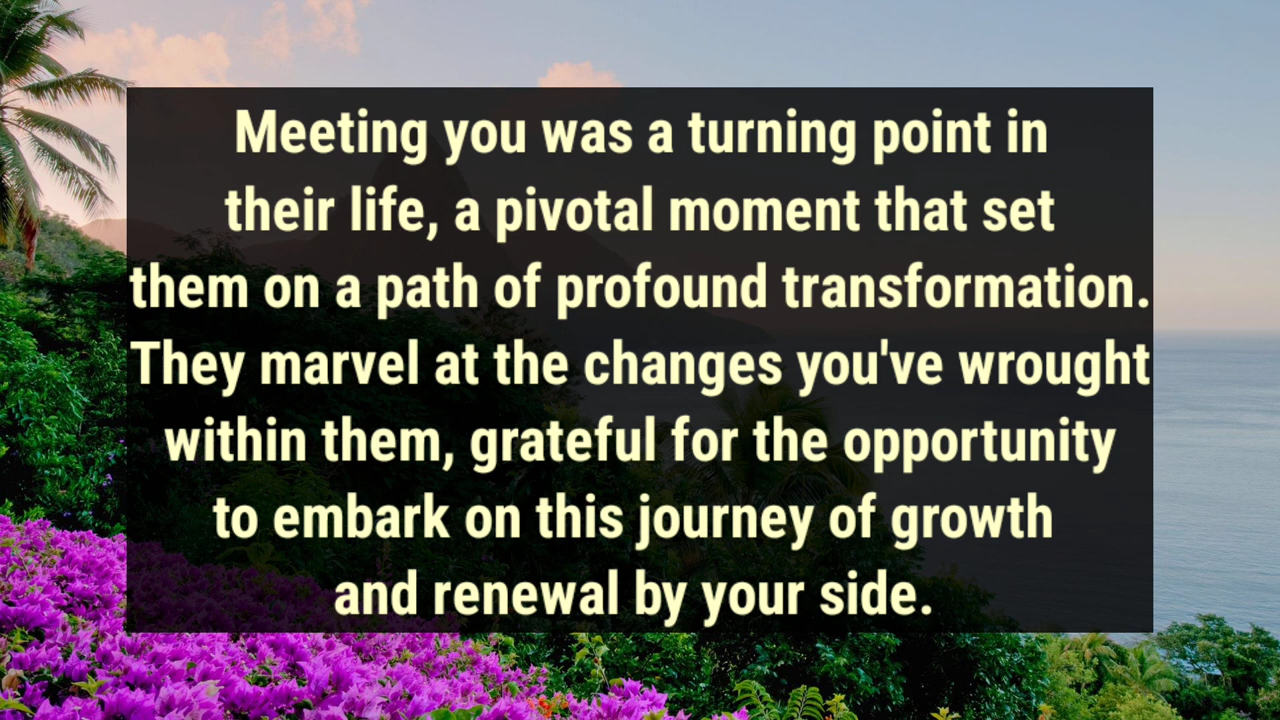 Meeting you was a turning point in
their life, a pivotal moment that set
them on a path of profound transformation.
They marvel at the changes you've wrought
within them, grateful for the opportunity
to embark on this journey of growth
and renewal by your side.